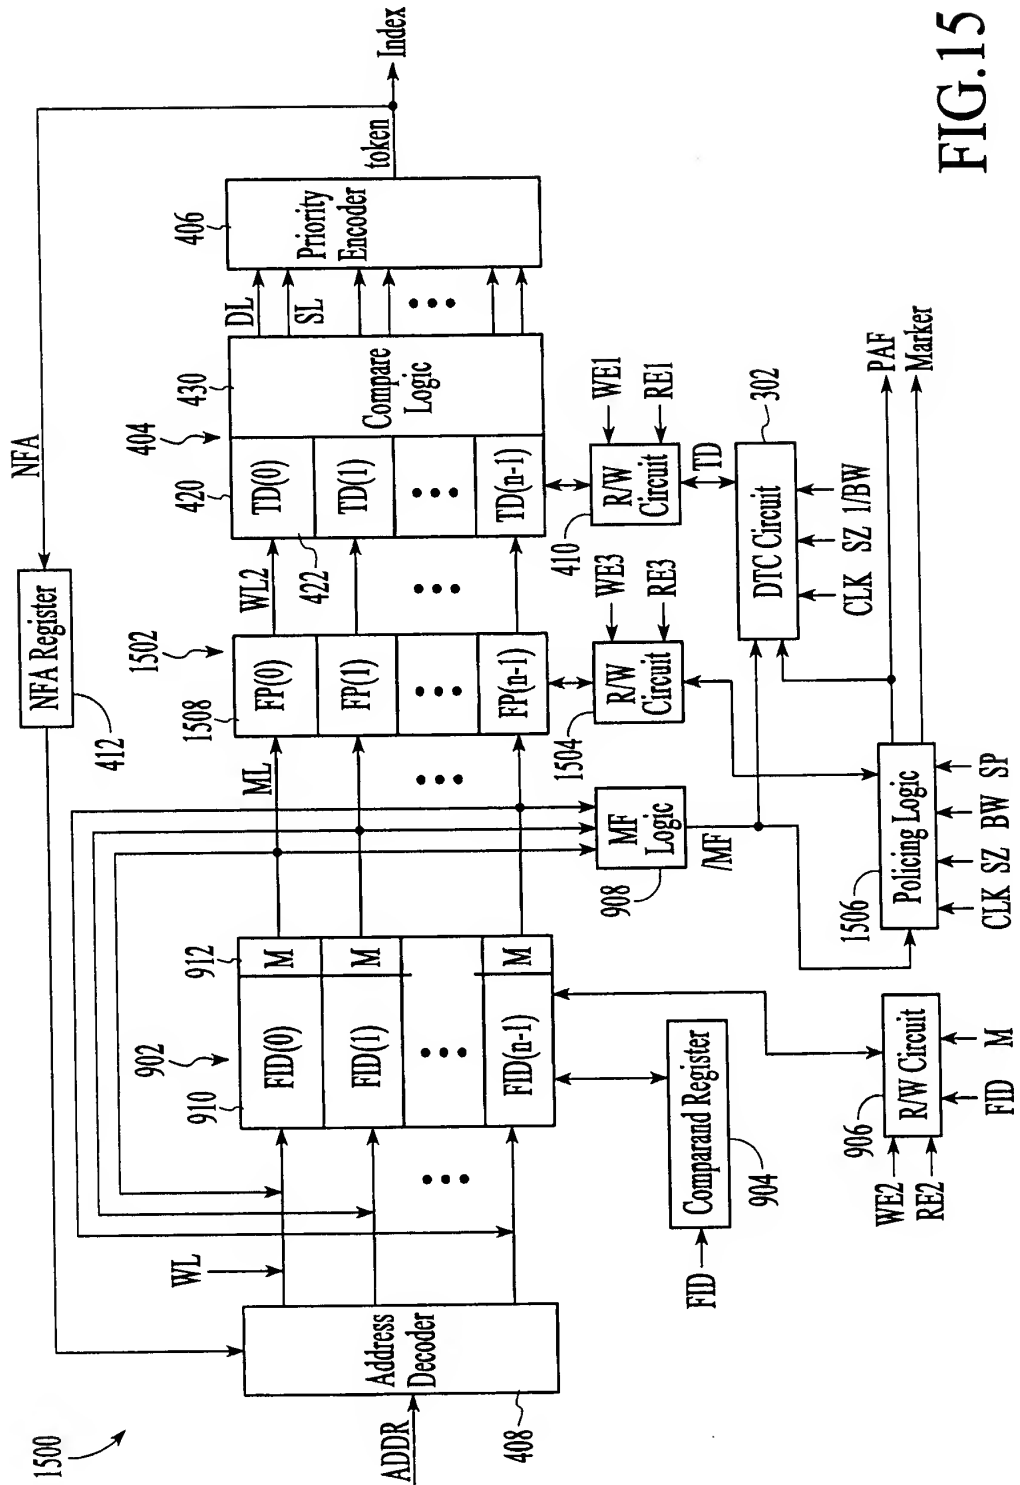 1500
NFA
NFA Register
412
ADDR
Address
Decoder
408
WL
902
910
912
FID(0)
M
FID(1)
M
FID(n-1)
M
ML
1502
1508
FP(0)
FP(1)
FP(n-1)
WL2
422
404
420
430
TD(0)
TD(1)
TD(n-1)
Compare
Logic
DL
SL
406
Priority
Encoder
token
Index
FID
Comparand Register
904
MF
Logic
908
/MF
R/W
Circuit
1504
WE3
RE3
R/W
Circuit
410
WE1
RE1
TD
WE2
RE2
906
R/W Circuit
FID
M
1506
Policing Logic
CLK
SZ
BW
SP
302
DTC Circuit
CLK
SZ
1/BW
PAF
Marker
FIG.15